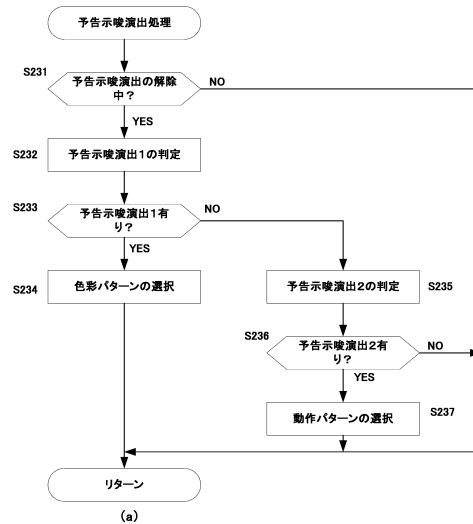 予告示唆演出処理
S231
予告示唆演出の解除
中?
NO
YES
S232
予告示唆演出1の判定
S233
予告示唆演出1有
り?
NO
YES
S234
色彩パターンの選択
予告示唆演出2の判定
S235
S236
予告示唆演出2有
り?
NO
YES
動作パターンの選択
S237
リターン
(a)